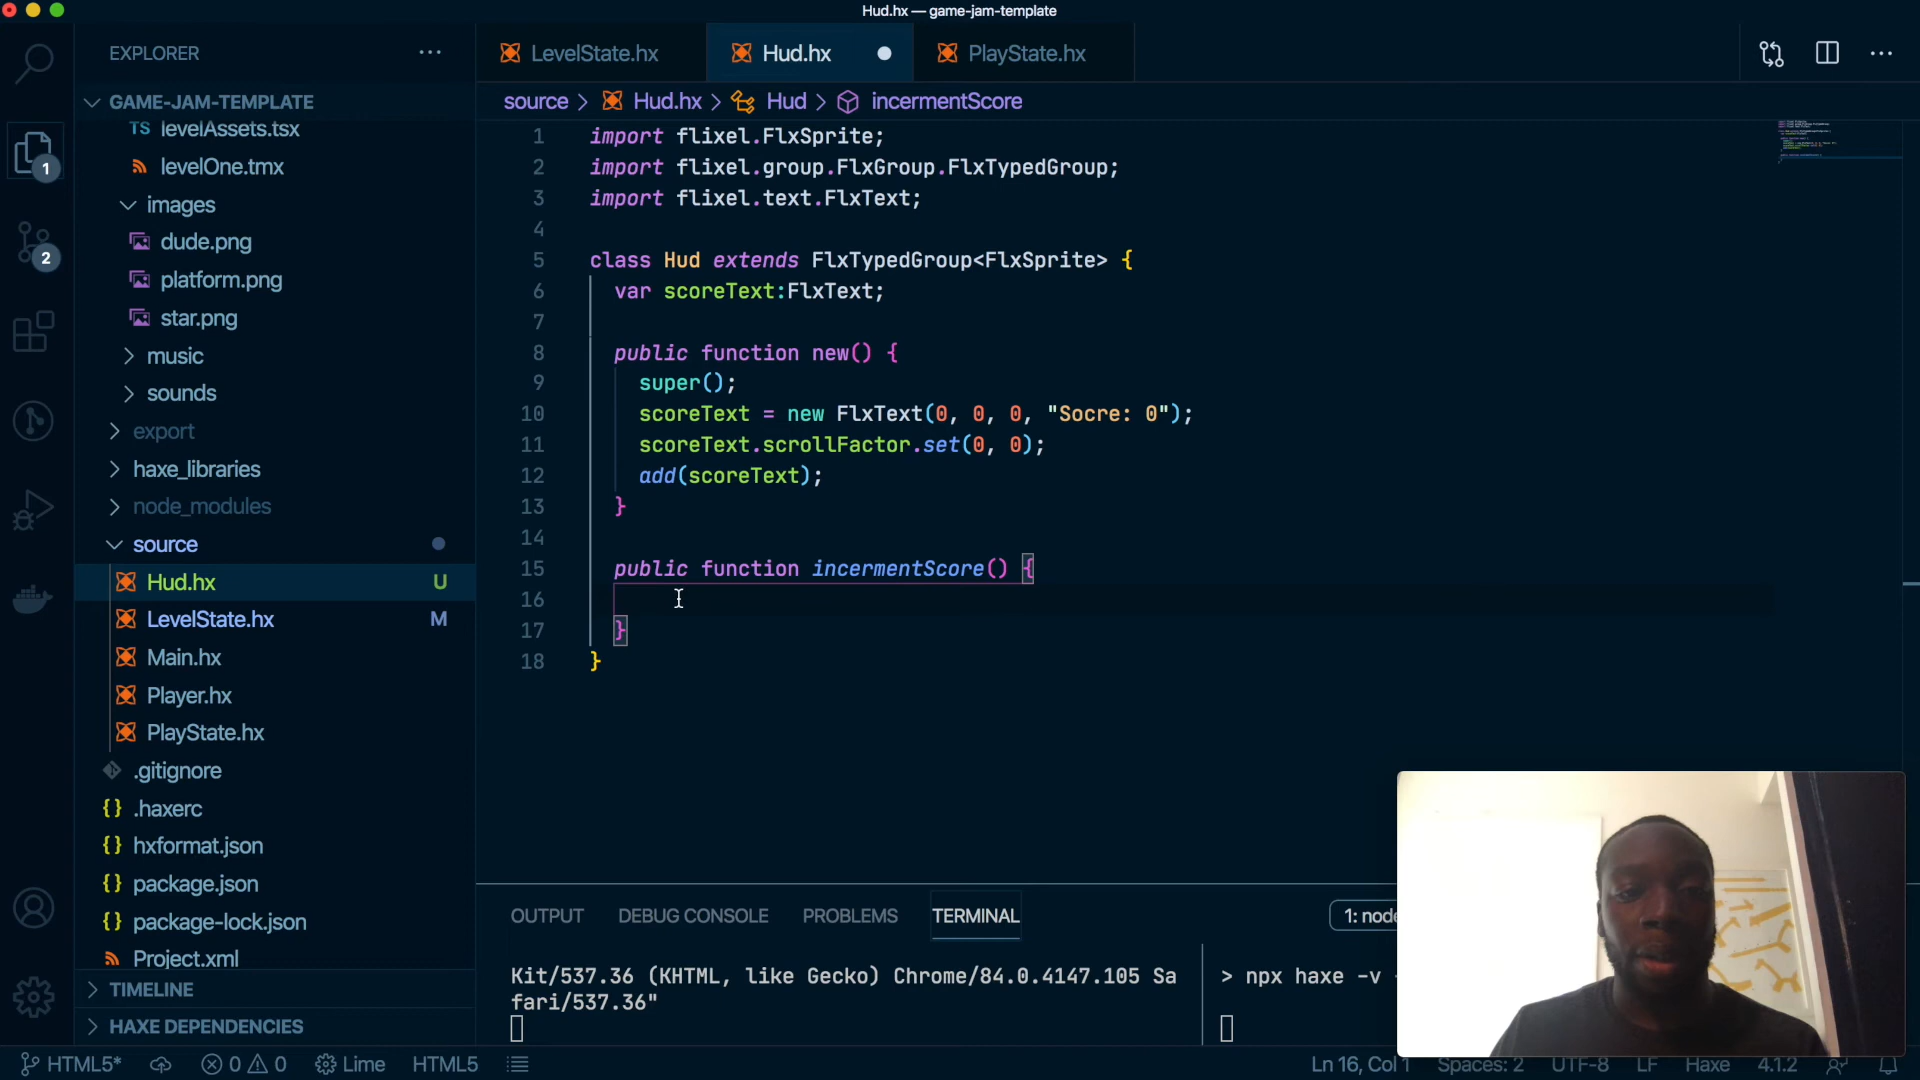 Hud.hx — game-jam-template
EXPLORER
LevelState.hx
Hud.hx
PlayState.hx
GAME-JAM-TEMPLATE
source > Hud.hx > Hud > incermentScore
TS levelAssets.tsx
levelOne.tmx
images
dude.png
platform.png
star.png
music
sounds
export
haxe_libraries
node_modules
source
Hud.hx U
LevelState.hx M
Main.hx
Player.hx
PlayState.hx
.gitignore
{} .haxerc
{} hxformat.json
{} package.json
{} package-lock.json
Project.xml
TIMELINE
HAXE DEPENDENCIES
1
2
1 import flixel.FlxSprite;
2 import flixel.group.FlxGroup.FlxTypedGroup;
3 import flixel.text.FlxText;
4
5 class Hud extends FlxTypedGroup<FlxSprite> {
6 var scoreText:FlxText;
7
8 public function new() {
9 super();
10 scoreText = new FlxText(0, 0, 0, "Socre: 0");
11 scoreText.scrollFactor.set(0, 0);
12 add(scoreText);
13 }
14
15 public function incermentScore() {
16
17 }
18 }
OUTPUT DEBUG CONSOLE PROBLEMS TERMINAL
1: node
Kit/537.36 (KHTML, like Gecko) Chrome/84.0.4147.105 Sa
fari/537.36"
> npx haxe -v
HTML5* 0 0 Lime HTML5
Ln 16, Col 1 Spaces: 2 UTF-8 LF Haxe 4.1.2